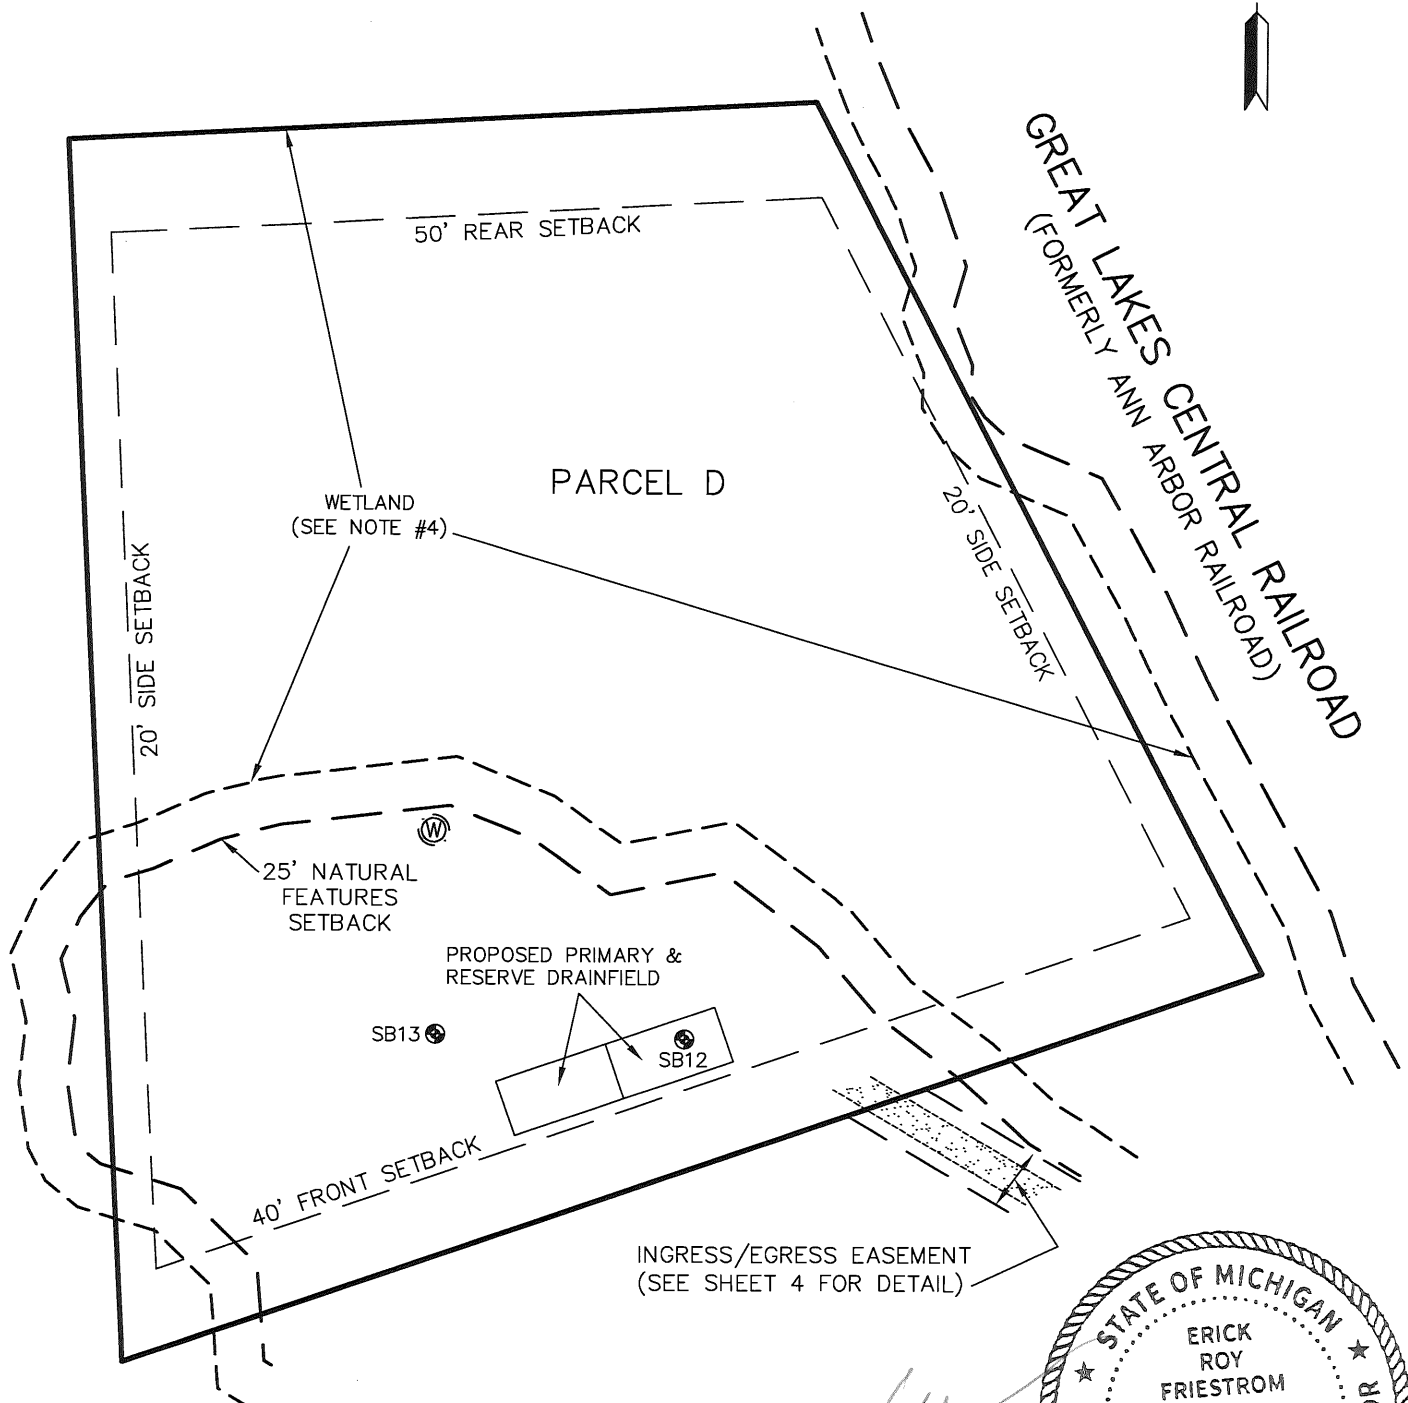 GREAT LAKES CENTRAL RAILROAD
(FORMERLY ANN ARBOR RAILROAD)
50' REAR SETBACK
PARCEL D
WETLAND
(SEE NOTE #4)
20' SIDE SETBACK
20' SIDE SETBACK
W
25' NATURAL
FEATURES
SETBACK
PROPOSED PRIMARY &
RESERVE DRAINFIELD
SB13
SB12
40' FRONT SETBACK
INGRESS/EGRESS EASEMENT
(SEE SHEET 4 FOR DETAIL)
STATE OF MICHIGAN
ERICK
ROY
FRIESTROM